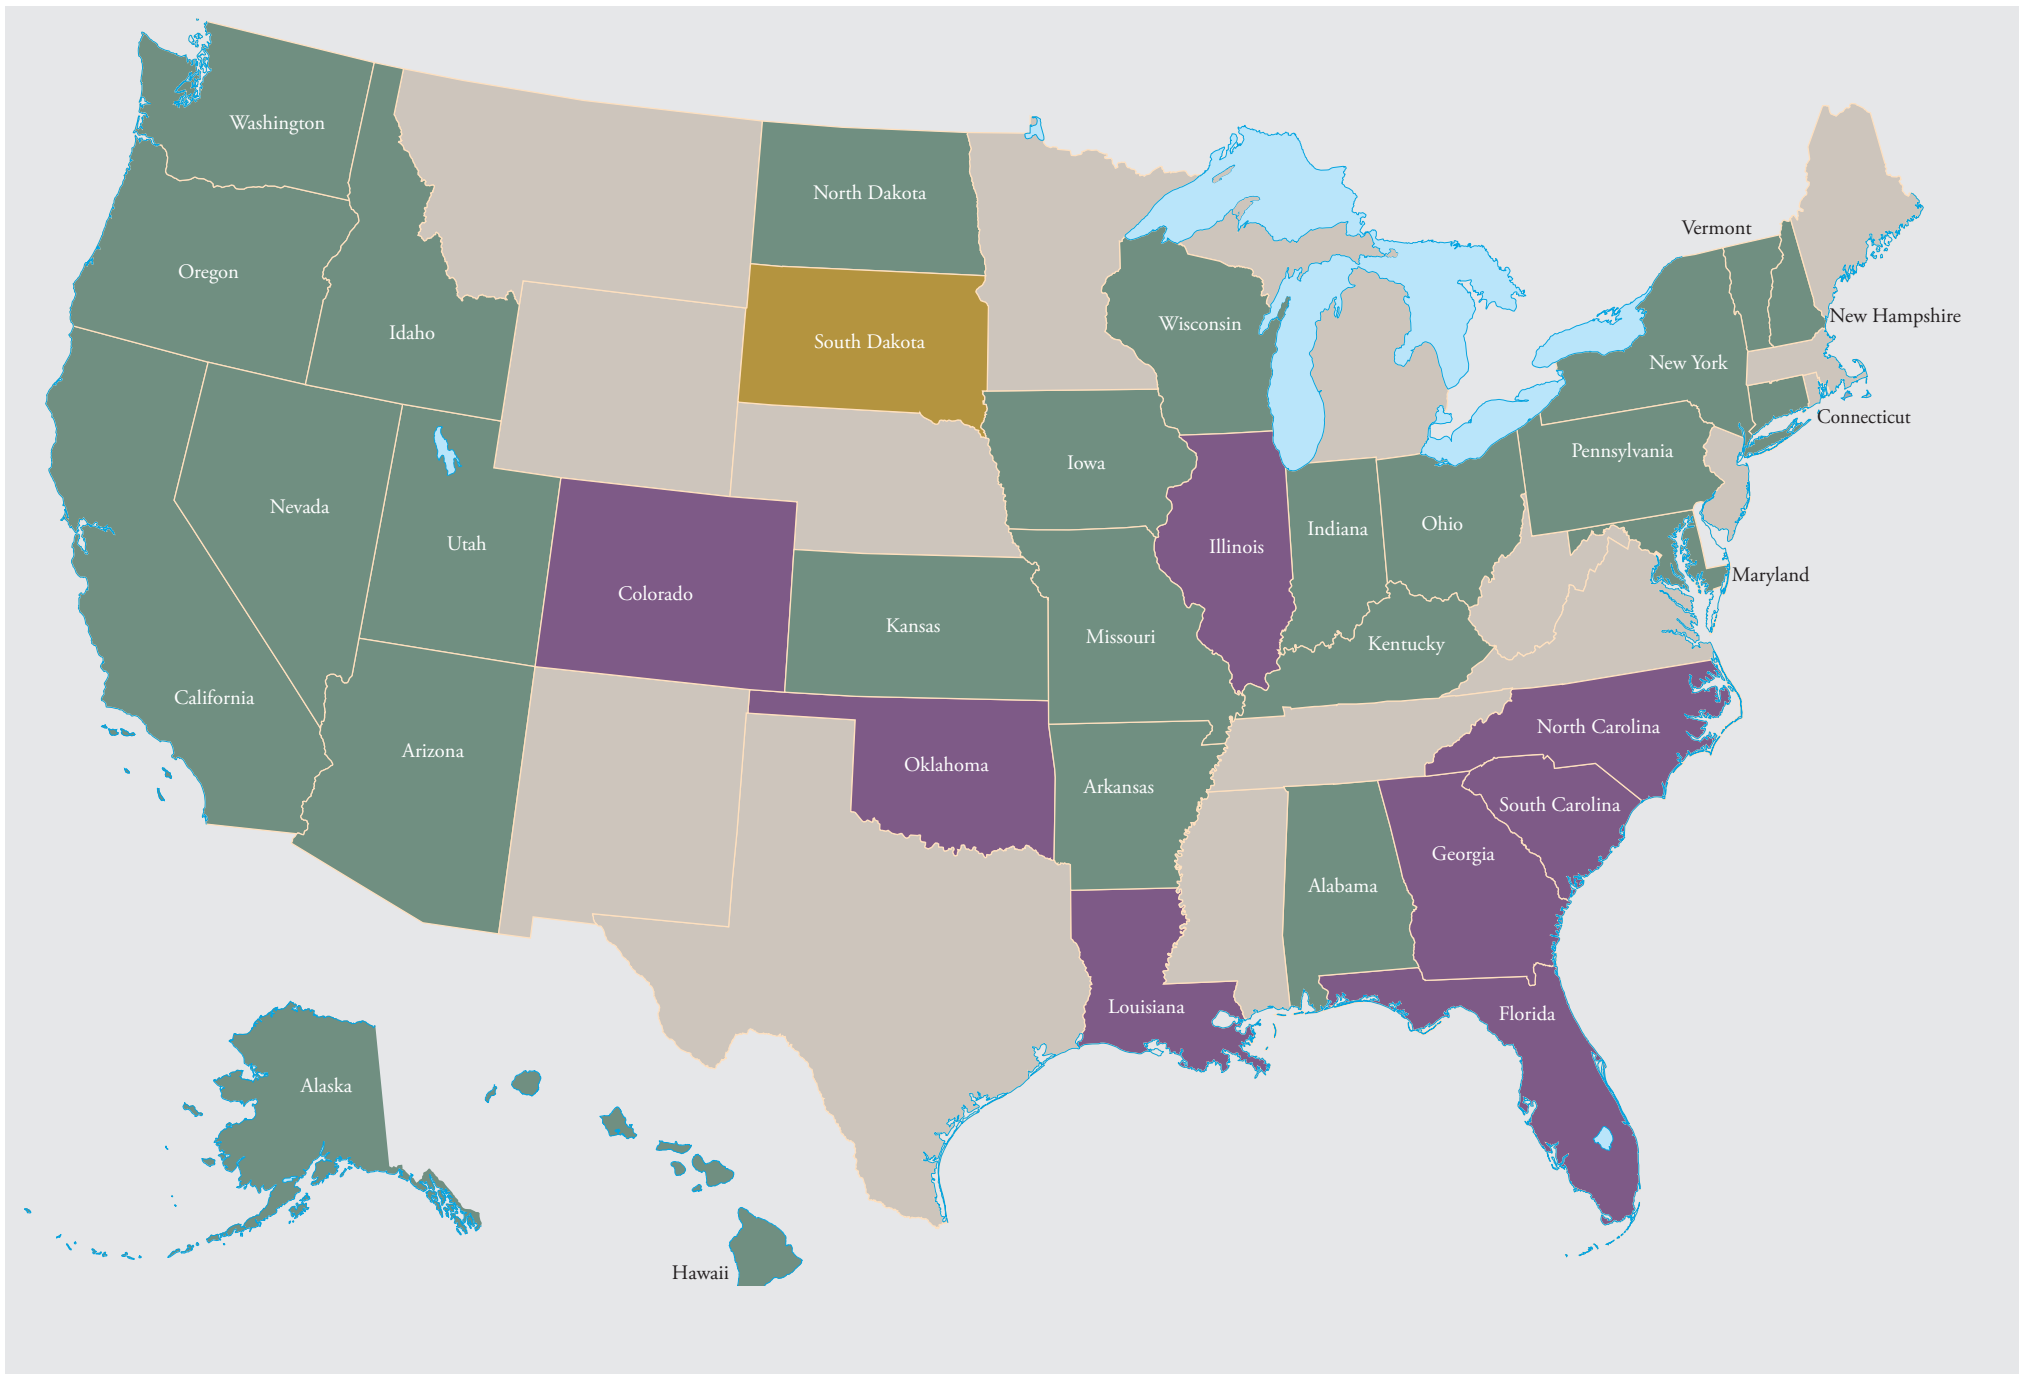 Washington
North Dakota
Vermont
Oregon
New Hampshire
Wisconsin
Idaho
South Dakota
New York
Connecticut
Pennsylvania
Iowa
Nevada
Ohio
Indiana
Utah
Illinois
Maryland
Colorado
Kansas
Missouri
Kentucky
California
North Carolina
Arizona
Oklahoma
Arkansas
South Carolina
Georgia
Alabama
Louisiana
Florida
Alaska
Hawaii